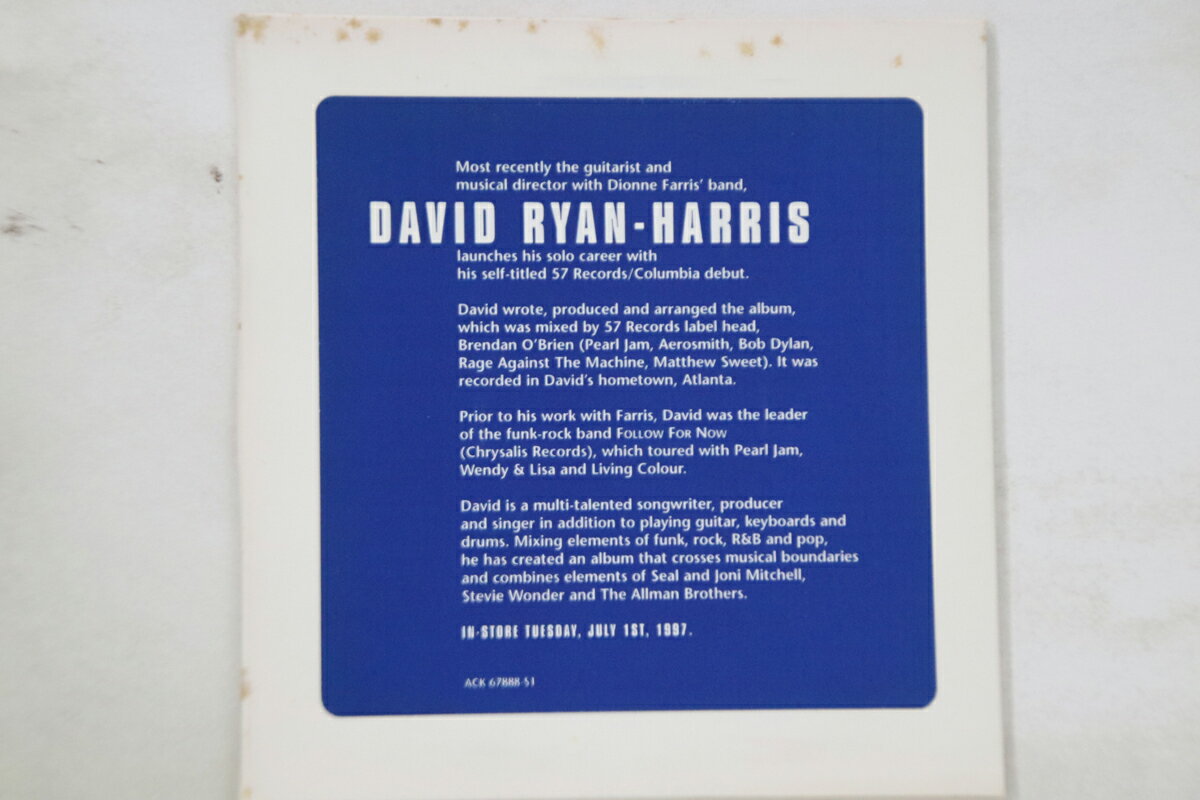 Most recently the guitarist and
musical director with Dionne Farris' band,
DAVID RYAN-HARRIS
launches his solo career with
his self-titled 57 Records/Columbia debut.
David wrote, produced and arranged the album,
which was mixed by 57 Records label head,
Brendan O'Brien (Pearl Jam, Aerosmith, Bob Dylan,
Rage Against The Machine, Matthew Sweet). It was
recorded in David's hometown, Atlanta.
Prior to his work with Farris, David was the leader
of the funk-rock band FOLLOW FOR NOW
(Chrysalis Records), which toured with Pearl Jam,
Wendy & Lisa and Living Colour.
David is a multi-talented songwriter, producer
and singer in addition to playing guitar, keyboards and
drums. Mixing elements of funk, rock, R&B and pop,
he has created an album that crosses musical boundaries
and combines elements of Seal and Joni Mitchell,
Stevie Wonder and The Allman Brothers.
IN-STORE TUESDAY, JULY 1ST, 1997.
ACK 67888-S1